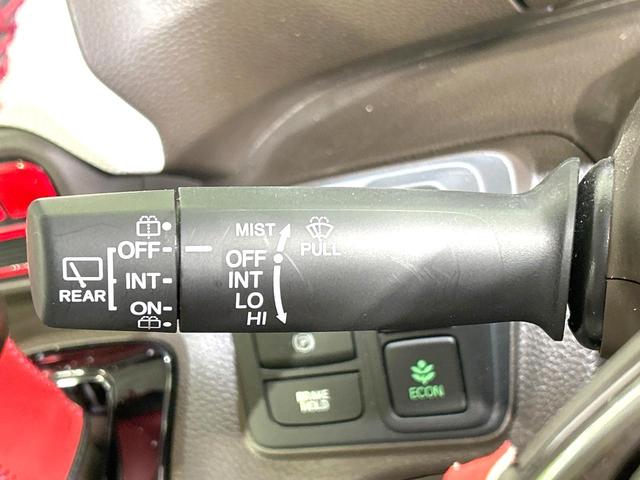 OFF
INT
ON
REAR
MIST
OFF
INT
LO
HI
PULL
BRAKE
HOLD
ECON